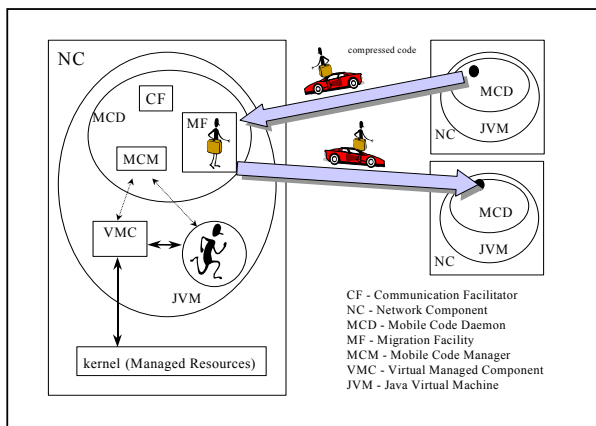 NC
compressed code
MCD
CF
MF
MCM
VMC
JVM
kernel (Managed Resources)
MCD
NC
JVM
MCD
JVM
NC
CF - Communication Facilitator
NC - Network Component
MCD - Mobile Code Daemon
MF - Migration Facility
MCM - Mobile Code Manager
VMC - Virtual Managed Component
JVM - Java Virtual Machine